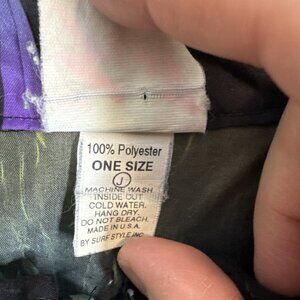 100% Polyester
ONE SIZE
J
MACHINE WASH
INSIDE OUT
COLD WATER.
HANG DRY.
DO NOT BLEACH.
MADE IN U.S.A.
BY SURF STYLE INC.